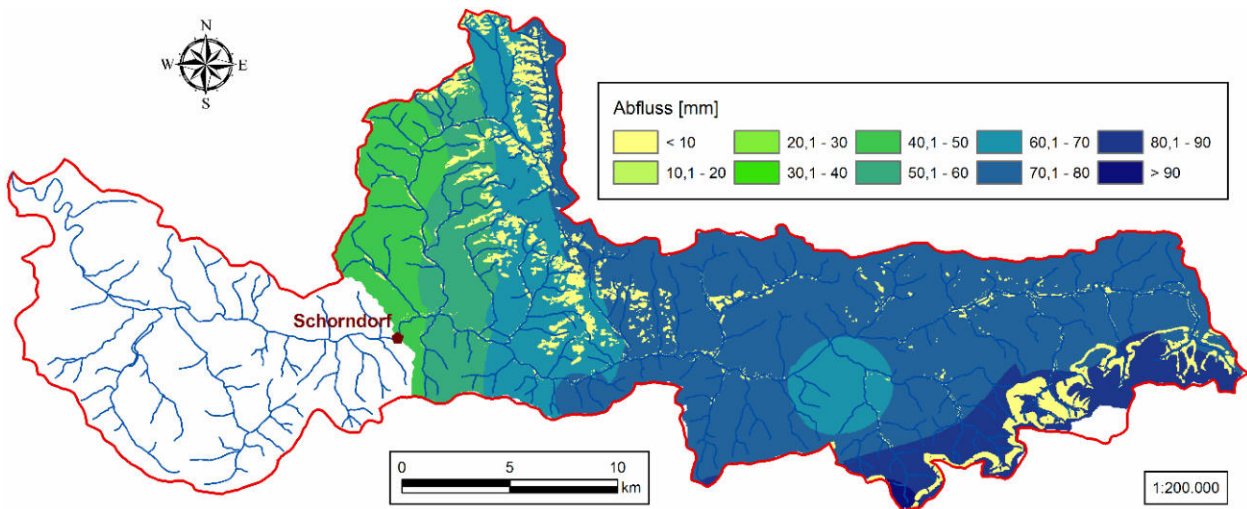 N
W E
S
Abfluss [mm]
< 10 20,1 - 30 40,1 - 50 60,1 - 70 80,1 - 90
10,1 - 20 30,1 - 40 50,1 - 60 70,1 - 80 > 90
Schorndorf
0 5 10
km
1:200.000